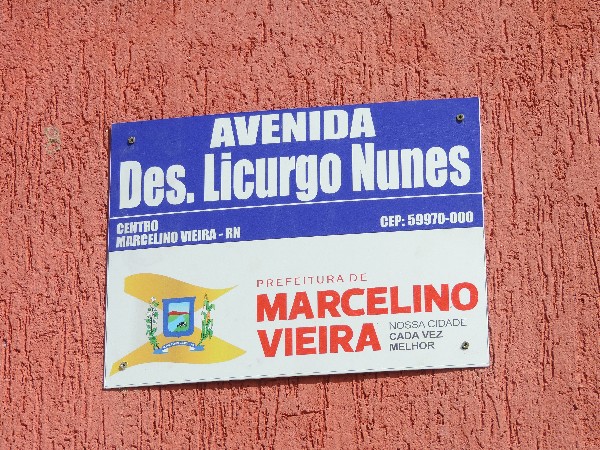 AVENIDA
Des. Licurgo Nunes
CENTRO
MARCELINO VIEIRA - RN
CEP: 59970-000
PREFEITURA DE
MARCELINO
VIEIRA
NOSSA CIDADE
CADA VEZ
MELHOR